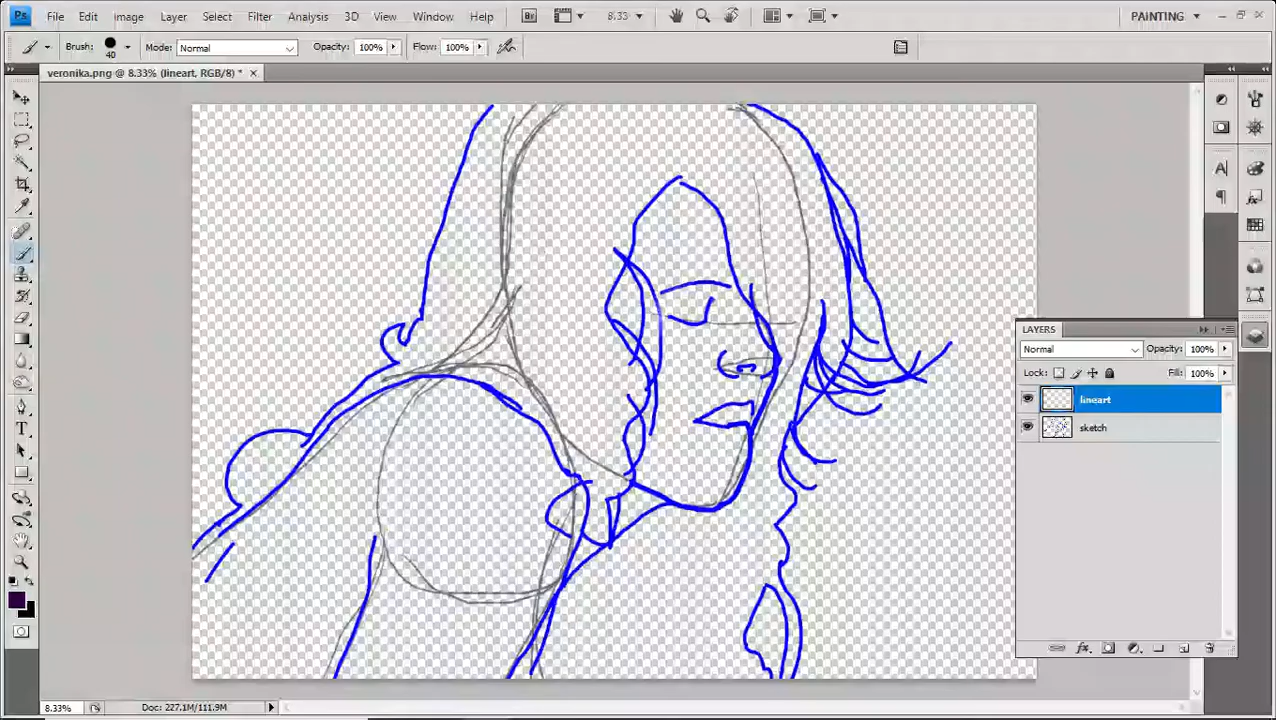 Ps File Edit Image Layer Select Filter Analysis 3D View Window Help Br 8.33 PAINTING
Brush: 40 Mode: Normal Opacity: 100% Flow: 100%
veronika.png @ 8.33% (lineart, RGB/8) *
LAYERS
Normal Opacity: 100%
Lock: Fill: 100%
lineart
sketch
8.33% Doc: 227.1M/111.9M